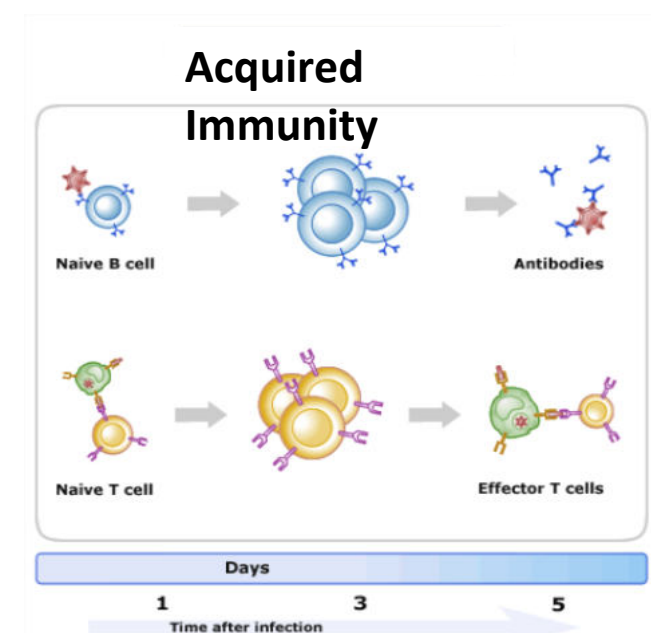 Acquired
Immunity
Naive B cell
Antibodies
Naive T cell
Effector T cells
Days
1 3 5
Time after infection